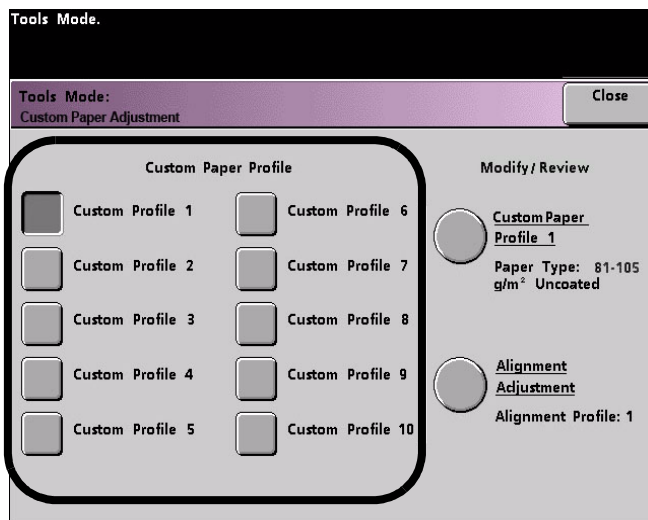 Tools Mode.
Tools Mode:
Close
Custom Paper Adjustment
Custom Paper Profile
Custom Profile 1
Custom Profile 2
Custom Profile 3
Custom Profile 4
Custom Profile 5
Custom Profile 6
Custom Profile 7
Custom Profile 8
Custom Profile 9
Custom Profile 10
Modify / Review
Custom Paper
Profile 1
Paper Type: 81-105
g/m² Uncoated
Alignment
Adjustment
Alignment Profile: 1